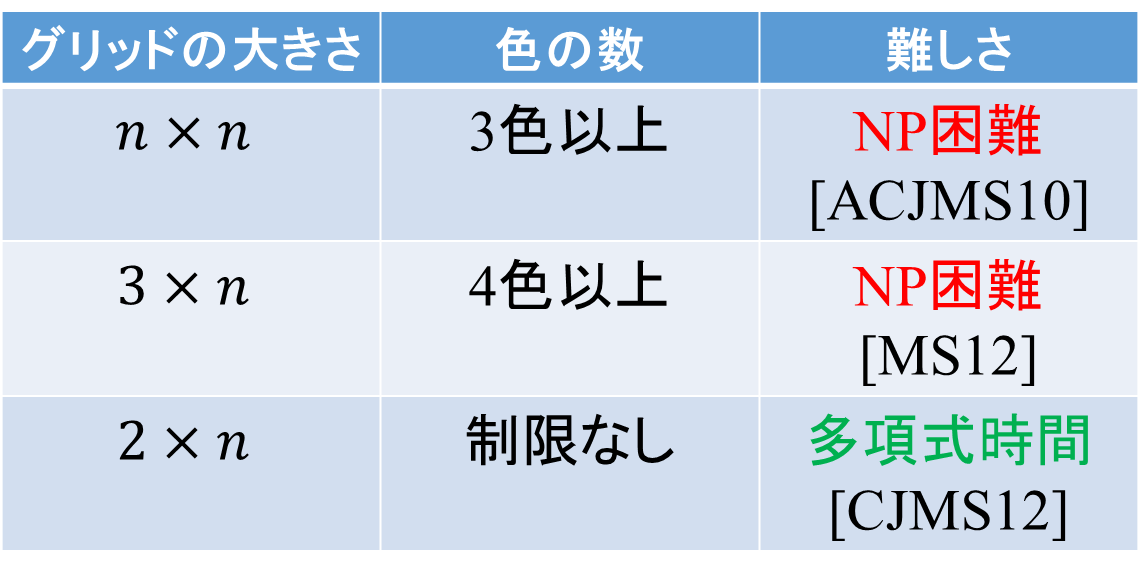 グリッドの大きさ 色の数 難しさ
n × n 3色以上 NP困難
[ACJMS10]
3 × n 4色以上 NP困難
[MS12]
2 × n 制限なし 多項式時間
[CJMS12]